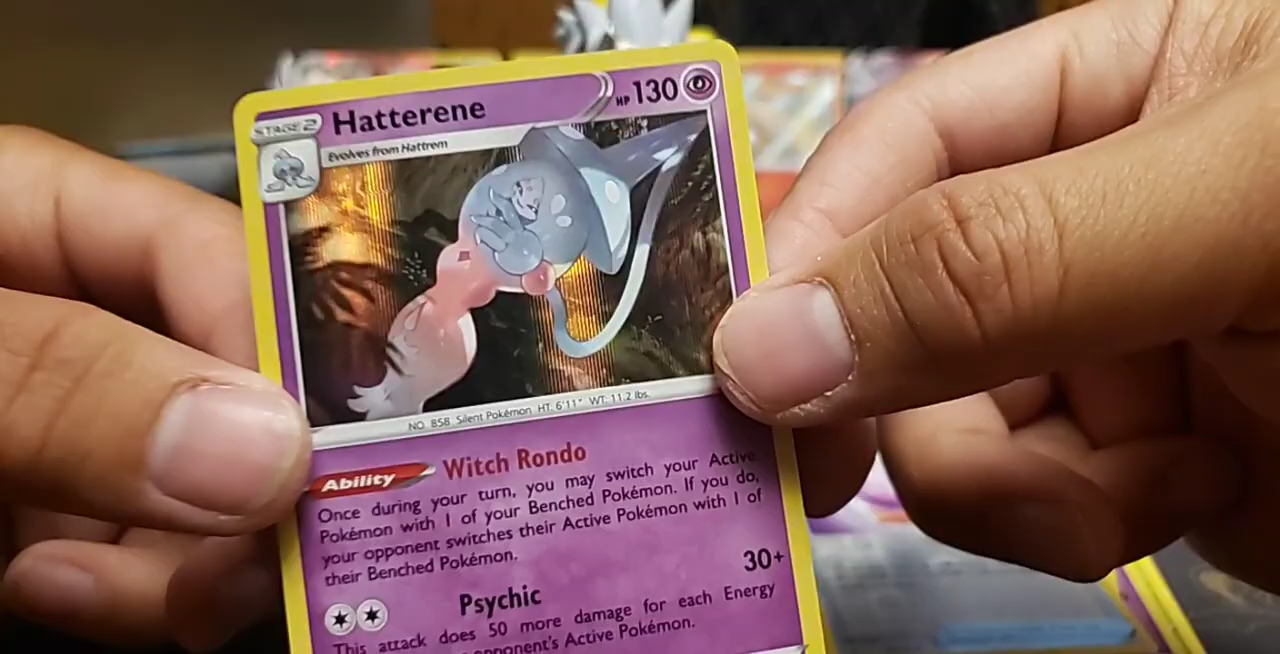 STAGE 2
Hatterene
HP 130
Evolves from Hattrem
NO. 858 Silent Pokémon HT: 6'11" WT: 11.2 lbs.
Ability Witch Rondo
Once during your turn, you may switch your Active
Pokémon with 1 of your Benched Pokémon. If you do,
your opponent switches their Active Pokémon with 1 of
their Benched Pokémon.
Psychic 30+
This attack does 50 more damage for each Energy
opponent's Active Pokémon.